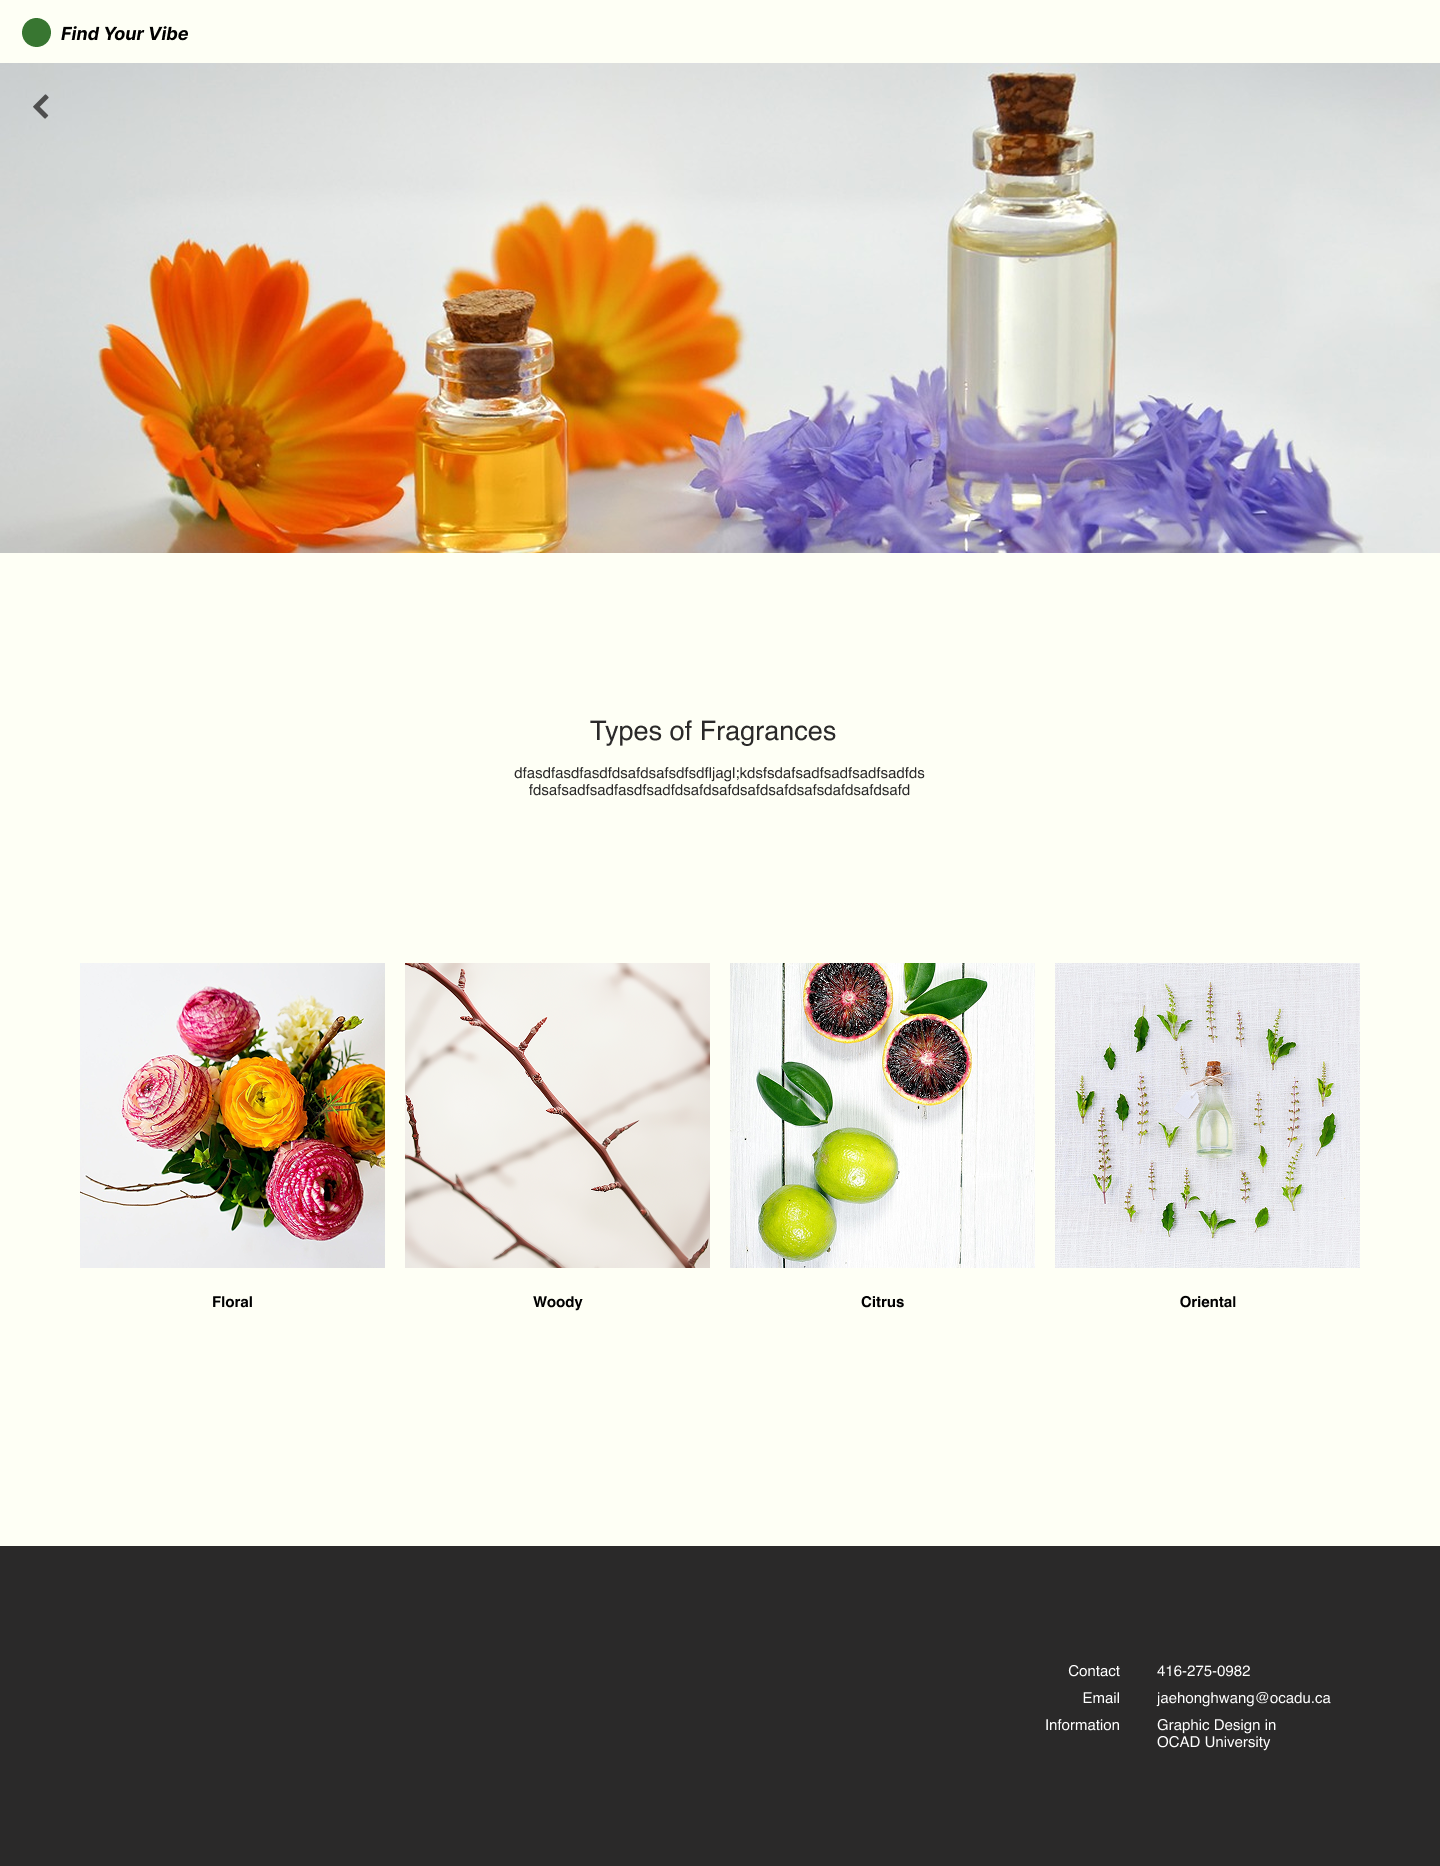 Find Your Vibe
Types of Fragrances
dfasdfasdfasdfdsafdsafsdfsdfljagl;kdsfsdafsadfsadfsadfsadfds
fdsafsadfsadfasdfsadfdsafdsafdsafdsafdsafsdafdsafdsafd
Floral
Woody
Citrus
Oriental
Contact 416-275-0982
Email jaehonghwang@ocadu.ca
Information Graphic Design in
OCAD University